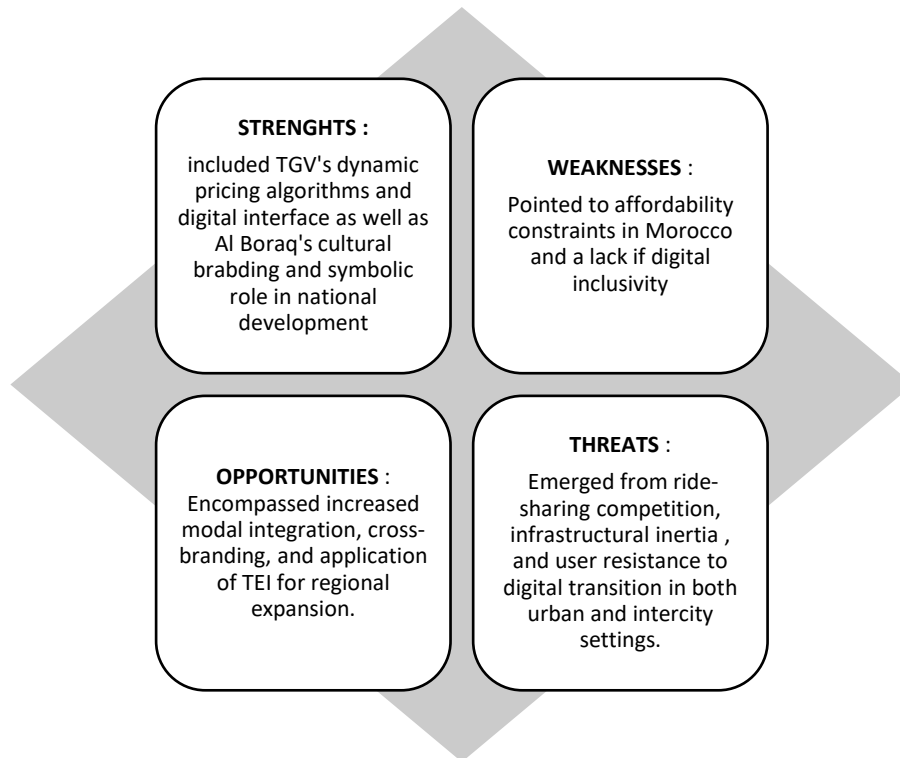 STRENGHTS :
included TGV's dynamic
pricing algorithms and
digital interface as well as
Al Boraq's cultural
brabding and symbolic
role in national
development
WEAKNESSES :
Pointed to affordability
constraints in Morocco
and a lack if digital
inclusivity
OPPORTUNITIES :
Encompassed increased
modal integration, cross-
branding, and application
of TEI for regional
expansion.
THREATS :
Emerged from ride-
sharing competition,
infrastructural inertia ,
and user resistance to
digital transition in both
urban and intercity
settings.